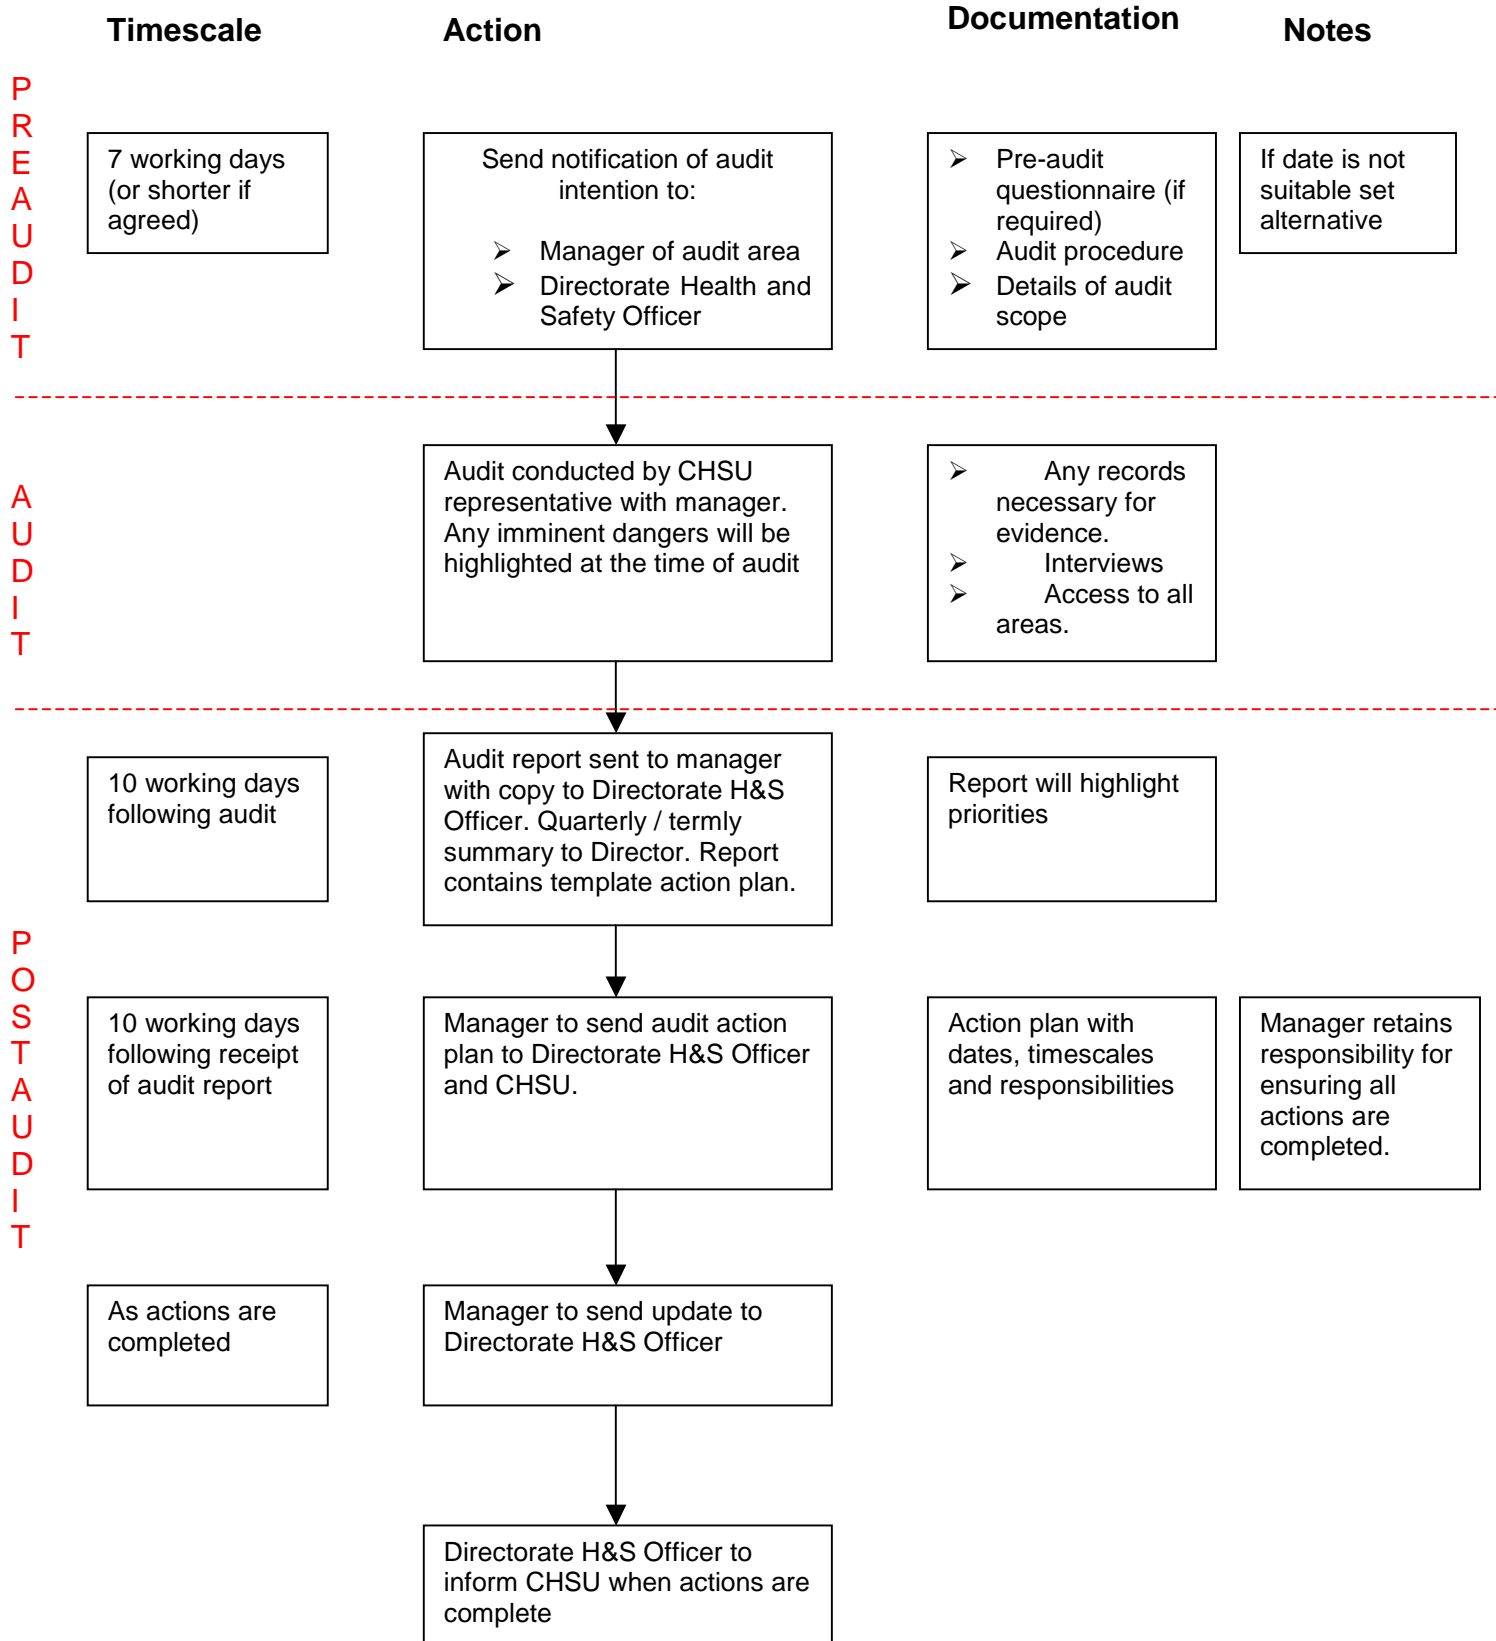 Timescale
Action
Documentation
Notes
P
R
E
A
U
D
I
T
7 working days
(or shorter if
agreed)
Send notification of audit
intention to:
➢ Manager of audit area
➢ Directorate Health and
Safety Officer
➢ Pre-audit
questionnaire (if
required)
➢ Audit procedure
➢ Details of audit
scope
If date is not
suitable set
alternative
A
U
D
I
T
Audit conducted by CHSU
representative with manager.
Any imminent dangers will be
highlighted at the time of audit
➢ Any records
necessary for
evidence.
➢ Interviews
➢ Access to all
areas.
P
O
S
T
A
U
D
I
T
10 working days
following audit
Audit report sent to manager
with copy to Directorate H&S
Officer. Quarterly / termly
summary to Director. Report
contains template action plan.
Report will highlight
priorities
10 working days
following receipt
of audit report
Manager to send audit action
plan to Directorate H&S Officer
and CHSU.
Action plan with
dates, timescales
and responsibilities
Manager retains
responsibility for
ensuring all
actions are
completed.
As actions are
completed
Manager to send update to
Directorate H&S Officer
Directorate H&S Officer to
inform CHSU when actions are
complete